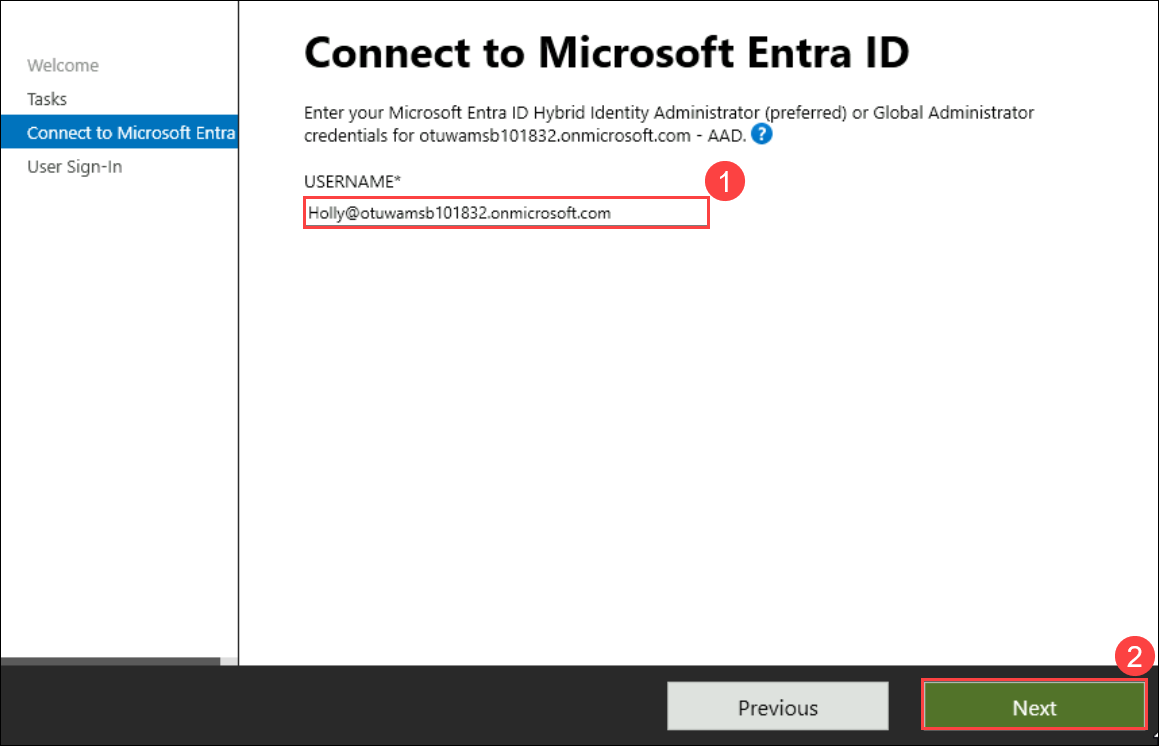 Welcome
Tasks
Connect to Microsoft Entra
User Sign-In
Connect to Microsoft Entra ID
Enter your Microsoft Entra ID Hybrid Identity Administrator (preferred) or Global Administrator
credentials for otuwamsb101832.onmicrosoft.com - AAD. ?
USERNAME*
1
Holly@otuwamsb101832.onmicrosoft.com
2
Previous
Next